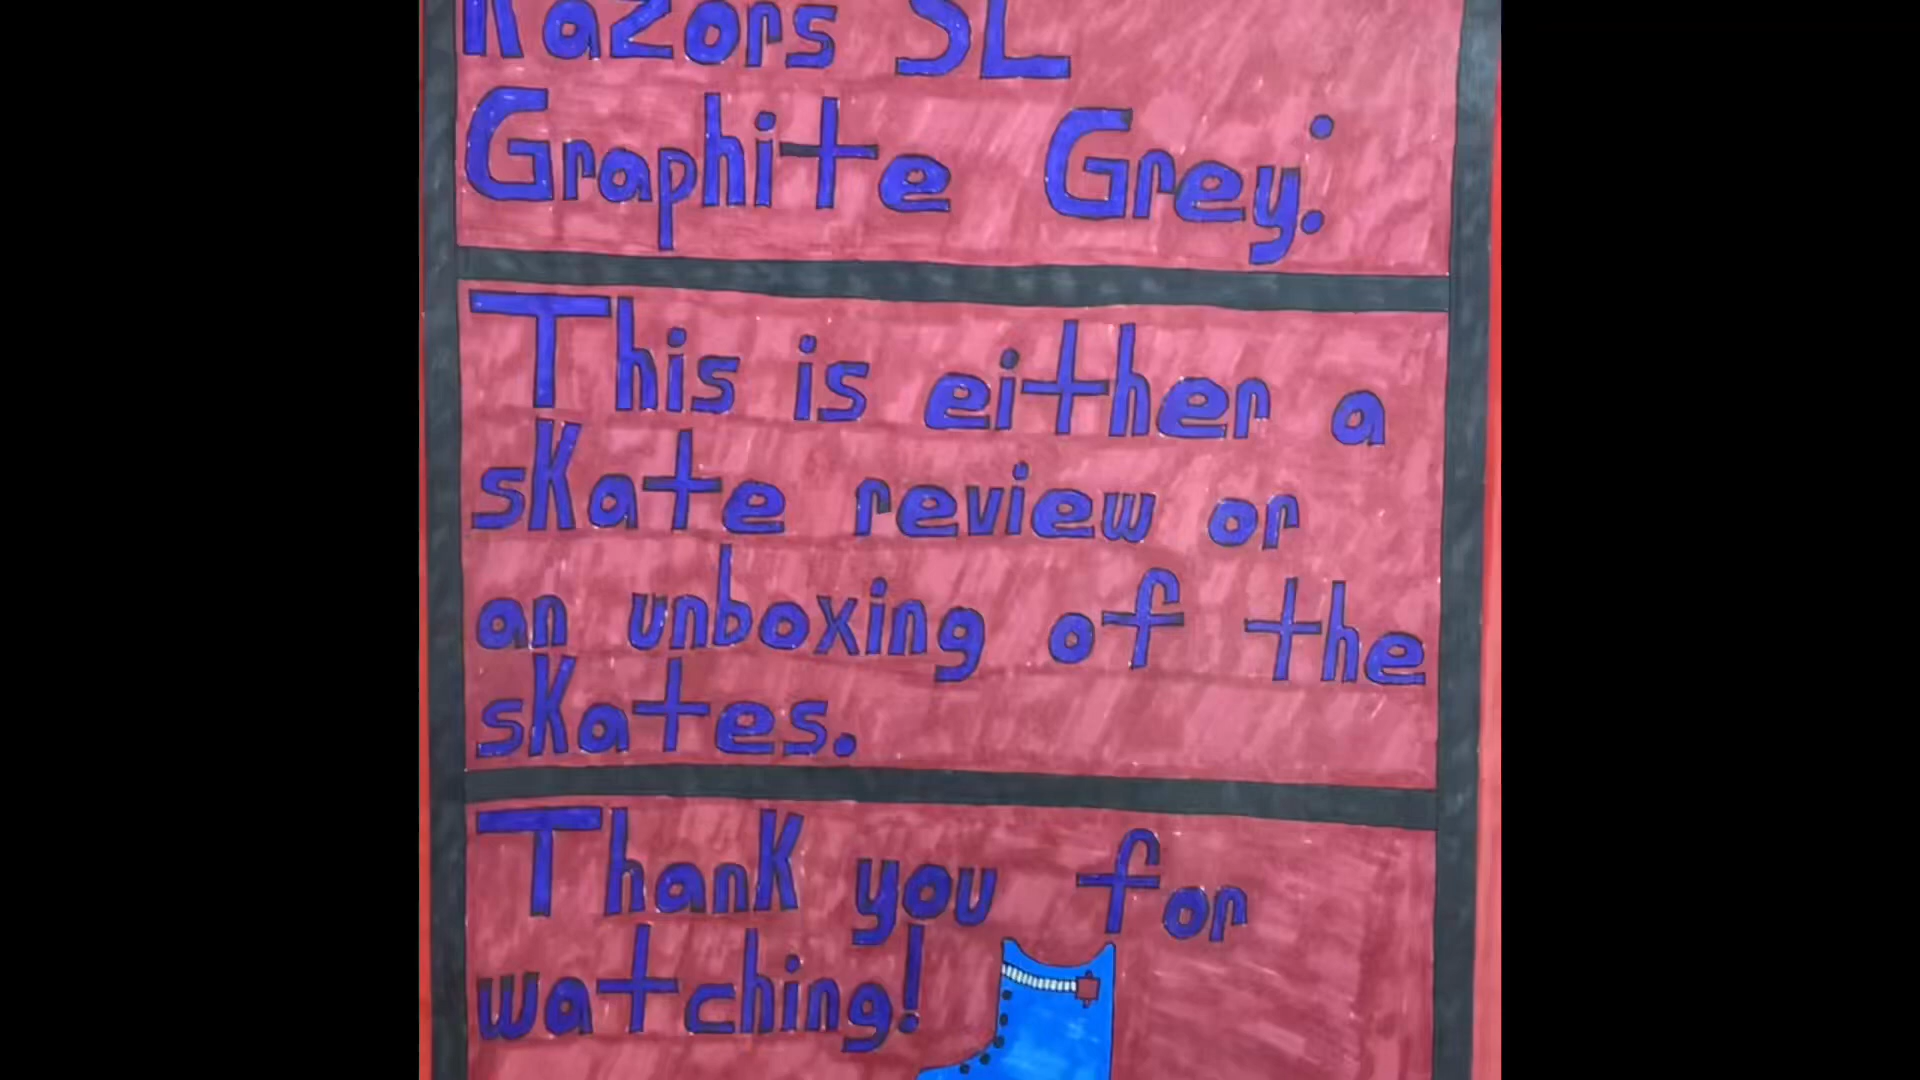 Razors SL
Graphite Grey:
This is either a
skate review or
an unboxing of the
skates.
Thank you for
watching!